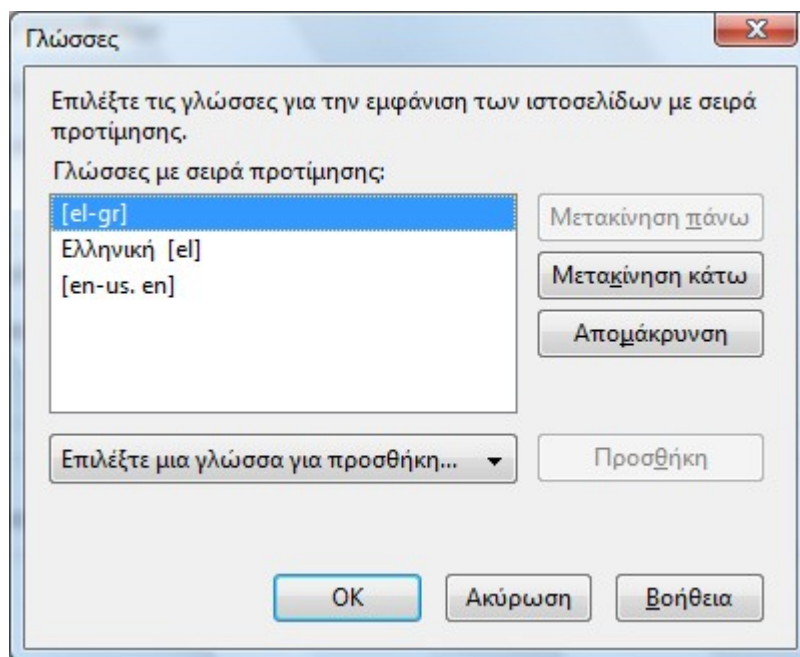 Γλώσσες
Επιλέξτε τις γλώσσες για την εμφάνιση των ιστοσελίδων με σειρά
προτίμησης.
Γλώσσες με σειρά προτίμησης:
[el-gr]
Ελληνική [el]
[en-us. en]
Μετακίνηση πάνω
Μετακίνηση κάτω
Απομάκρυνση
Επιλέξτε μια γλώσσα για προσθήκη...
Προσθήκη
OK
Ακύρωση
Βοήθεια